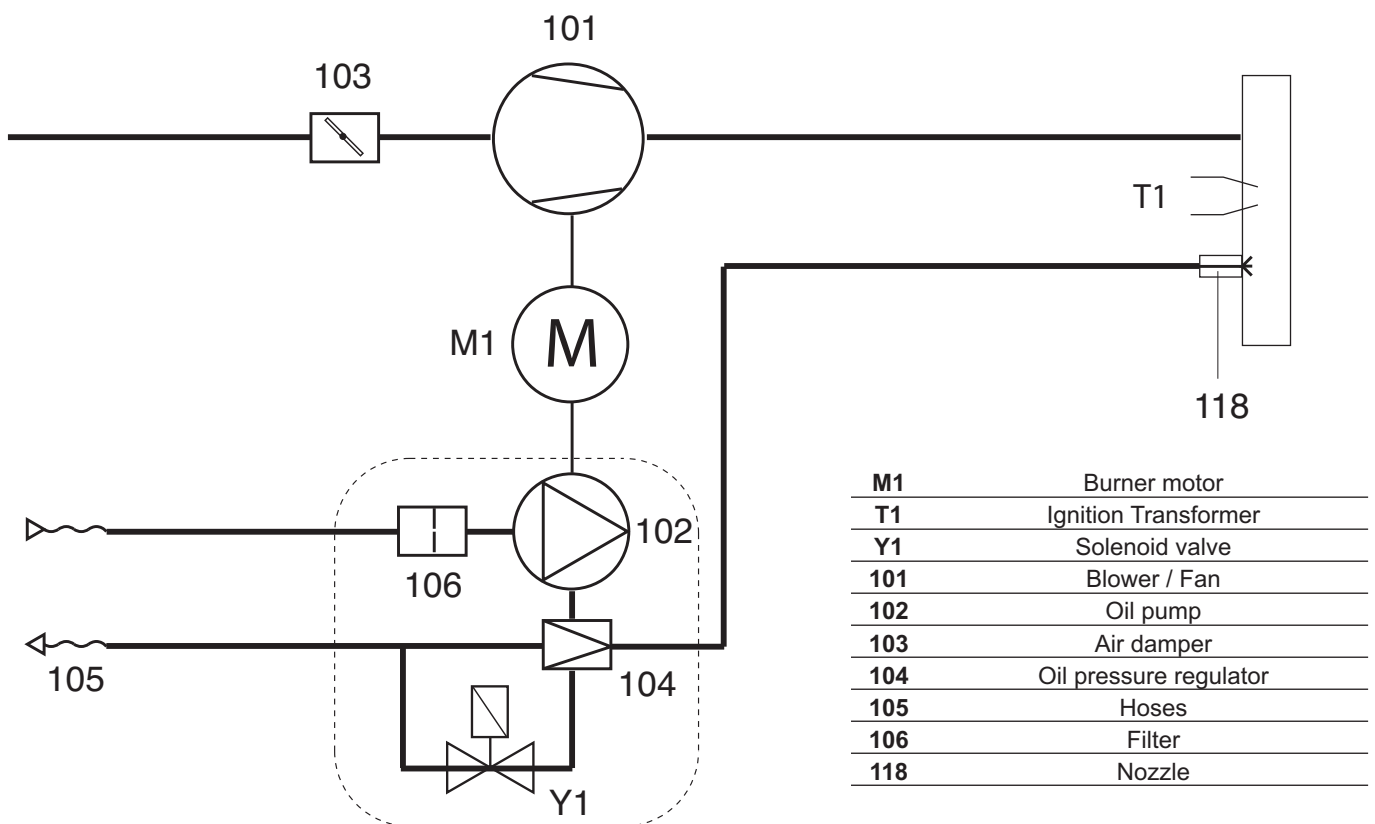 101
103
T1
M1
M
118
102
106
105
104
Y1
M1 Burner motor
T1 Ignition Transformer
Y1 Solenoid valve
101 Blower / Fan
102 Oil pump
103 Air damper
104 Oil pressure regulator
105 Hoses
106 Filter
118 Nozzle